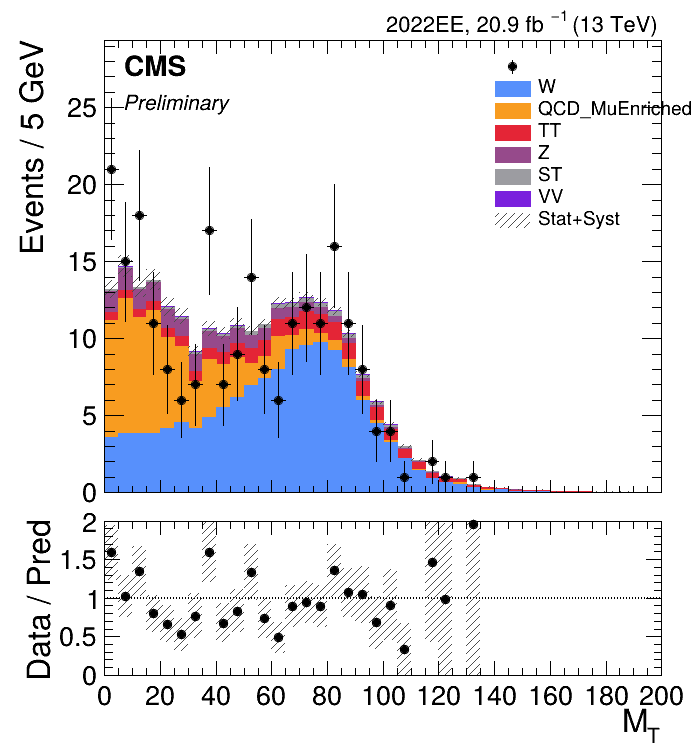 2022EE, 20.9 fb⁻¹ (13 TeV)
CMS
Preliminary
W
QCD_MuEnriched
TT
Z
ST
VV
Stat+Syst
Events / 5 GeV
25
20
15
10
5
0
Data / Pred
2
1.5
1
0.5
0
0 20 40 60 80 100 120 140 160 180 200
M_T